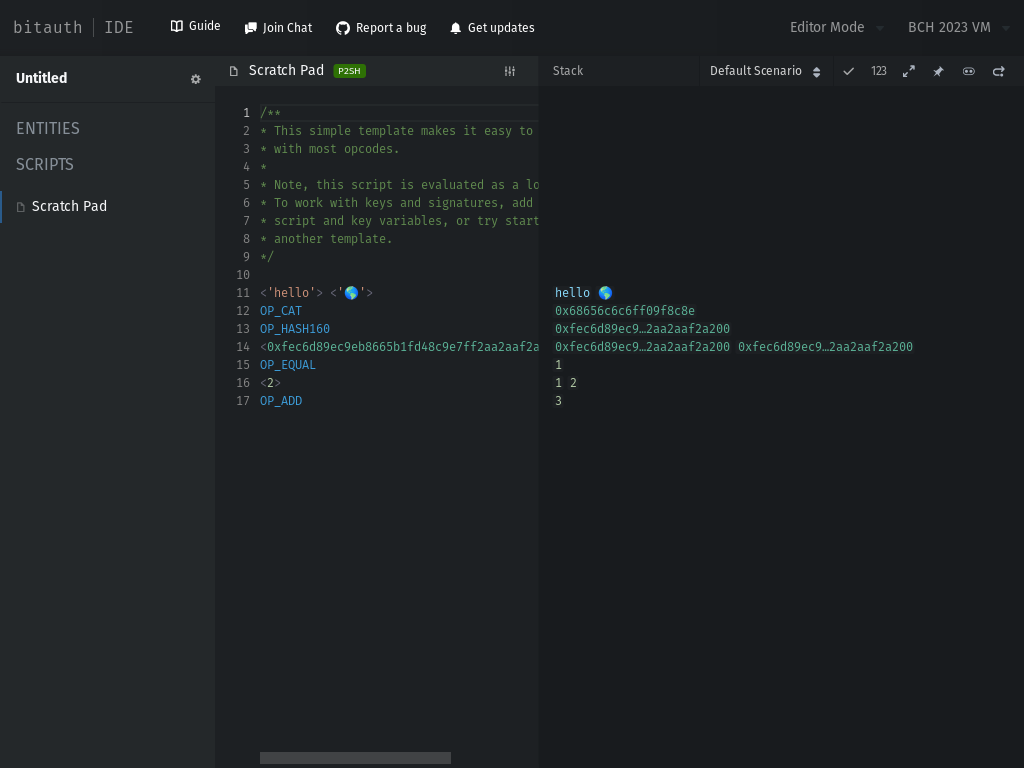 bitauth | IDE
Guide
Join Chat
Report a bug
Get updates
Editor Mode
BCH 2023 VM
Untitled
ENTITIES
SCRIPTS
Scratch Pad
Scratch Pad P2SH
Stack
Default Scenario
123
1 /**
2 * This simple template makes it easy to
3 * with most opcodes.
4 *
5 * Note, this script is evaluated as a lo
6 * To work with keys and signatures, add
7 * script and key variables, or try start
8 * another template.
9 */
10
11 <'hello'> <'🌎'>
12 OP_CAT
13 OP_HASH160
14 <0xfec6d89ec9eb8665b1fd48c9e7ff2aa2aaf2a
15 OP_EQUAL
16 <2>
17 OP_ADD
hello 🌎
0x68656c6c6ff09f8c8e
0xfec6d89ec9…2aa2aaf2a200
0xfec6d89ec9…2aa2aaf2a200 0xfec6d89ec9…2aa2aaf2a200
1
1 2
3